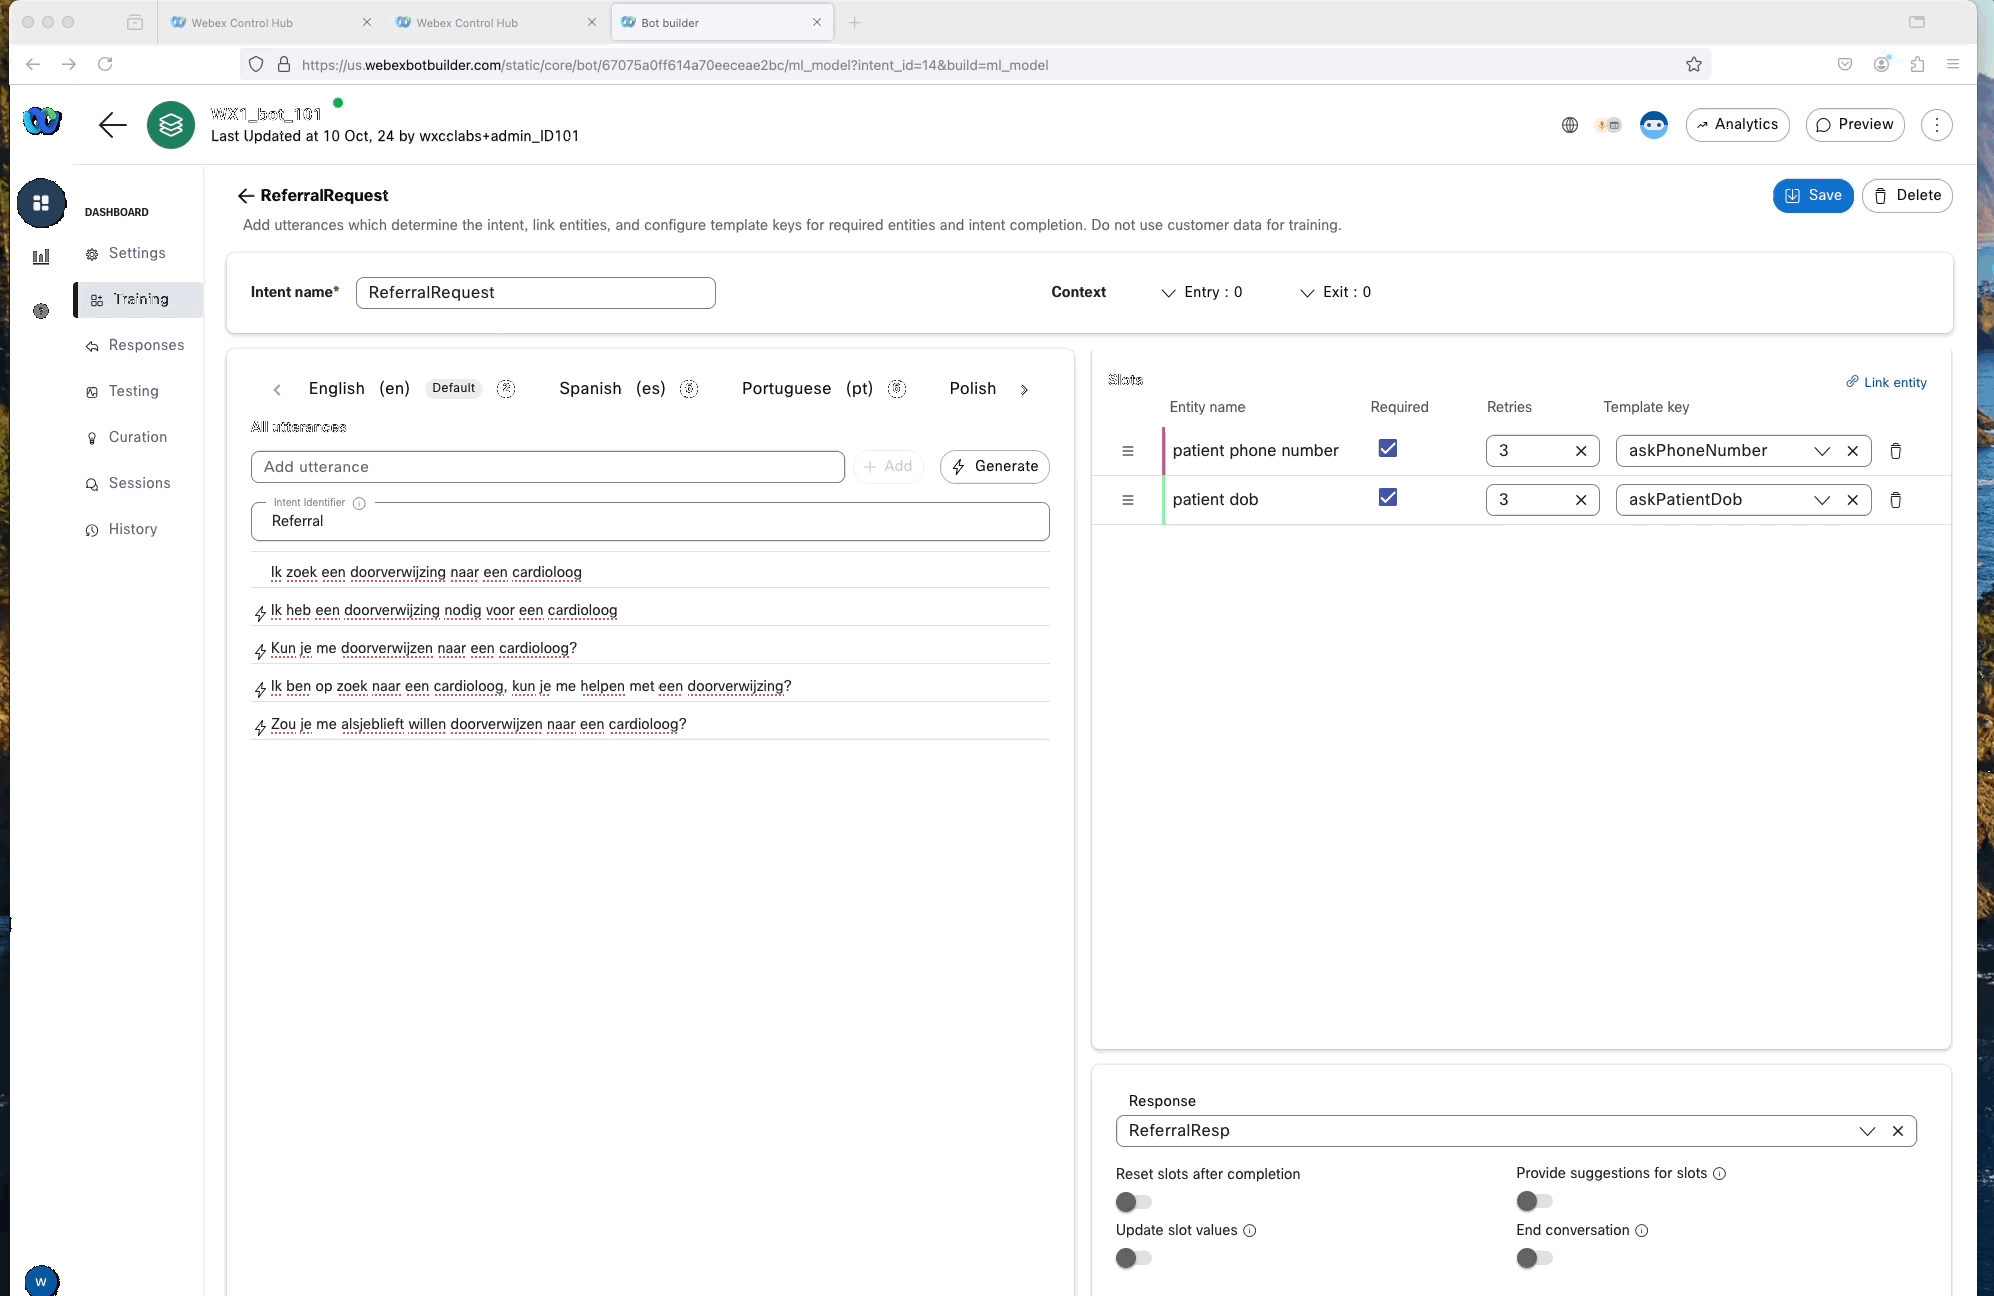 Webex Control Hub
Webex Control Hub
Bot builder
https://us.webexbotbuilder.com/static/core/bot/67075a0ff614a70eeceae2bc/ml_model?intent_id=14&build=ml_model
WX1_bot_101
Last Updated at 10 Oct, 24 by wxcclabs+admin_ID101
Analytics
Preview
DASHBOARD
Settings
Training
Responses
Testing
Curation
Sessions
History
W
ReferralRequest
Save
Delete
Add utterances which determine the intent, link entities, and configure template keys for required entities and intent completion. Do not use customer data for training.
Intent name*
ReferralRequest
Context
Entry : 0
Exit : 0
English (en) Default
Spanish (es)
Portuguese (pt)
Polish
All utterances
Add utterance
+ Add
Generate
Intent Identifier
Referral
Ik zoek een doorverwijzing naar een cardioloog
Ik heb een doorverwijzing nodig voor een cardioloog
Kun je me doorverwijzen naar een cardioloog?
Ik ben op zoek naar een cardioloog, kun je me helpen met een doorverwijzing?
Zou je me alsjeblieft willen doorverwijzen naar een cardioloog?
Slots
Link entity
Entity name Required Retries Template key
patient phone number 3 askPhoneNumber
patient dob 3 askPatientDob
Response
ReferralResp
Reset slots after completion
Provide suggestions for slots
Update slot values
End conversation